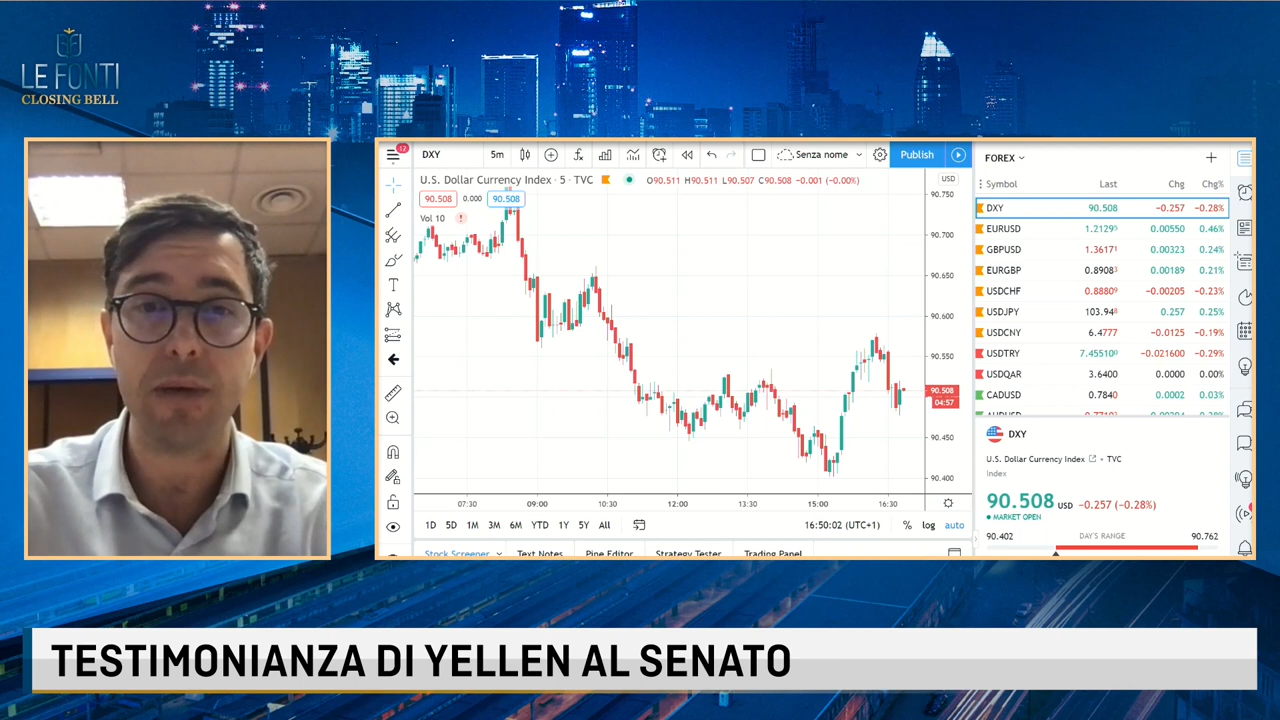 LE FONTI
CLOSING BELL
12
DXY 5m Senza nome Publish
U.S. Dollar Currency Index · 5 · TVC O90.511 H90.511 L90.507 C90.508 −0.001 (−0.00%)
90.508 0.000 90.508
Vol 10 !
USD
90.750
90.700
90.650
90.600
90.550
90.508
04:57
90.450
90.400
07:30 09:00 10:30 12:00 13:30 15:00 16:30
1D 5D 1M 3M 6M YTD 1Y 5Y All 16:50:02 (UTC+1) % log auto
Stock Screener Text Notes Pine Editor Strategy Tester Trading Panel
FOREX
Symbol Last Chg Chg%
DXY 90.508 −0.257 −0.28%
EURUSD 1.2129⁵ 0.00550 0.46%
GBPUSD 1.3617¹ 0.00323 0.24%
EURGBP 0.8908³ 0.00189 0.21%
USDCHF 0.8880⁹ −0.00205 −0.23%
USDJPY 103.94⁸ 0.257 0.25%
USDCNY 6.4777 −0.0125 −0.19%
USDTRY 7.45510⁰ −0.021600 −0.29%
USDQAR 3.6400 0.0000 0.00%
CADUSD 0.7840 0.0002 0.03%
DXY
U.S. Dollar Currency Index • TVC
Index
90.508 USD −0.257 (−0.28%)
MARKET OPEN
90.402 DAY'S RANGE 90.762
TESTIMONIANZA DI YELLEN AL SENATO